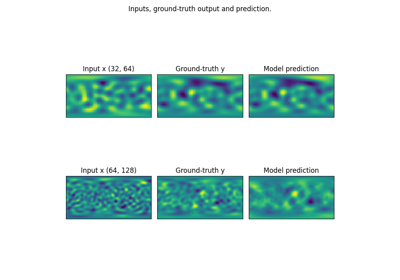 Inputs, ground-truth output and prediction.
Input x (32, 64)
Ground-truth y
Model prediction
Input x (64, 128)
Ground-truth y
Model prediction